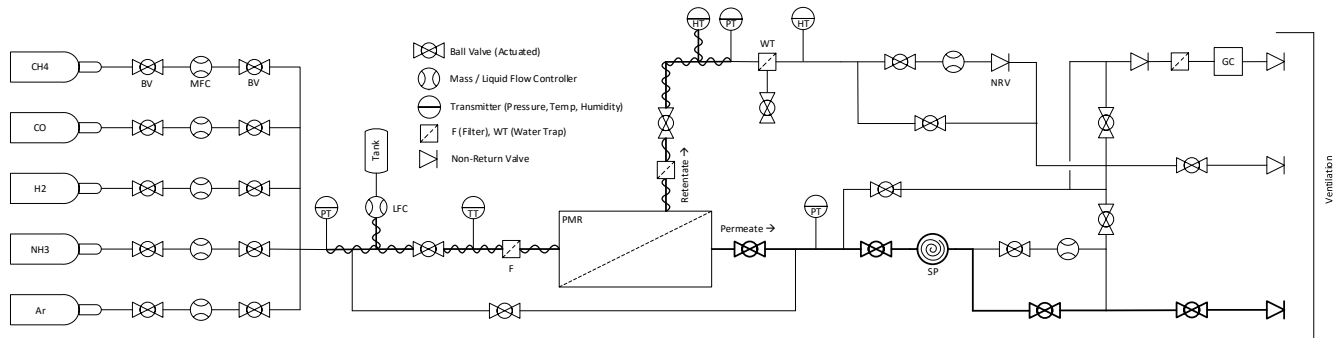 HT
PT
HT
WT
CH4
BV
MFC
BV
Ball Valve (Actuated)
Mass / Liquid Flow Controller
Transmitter (Pressure, Temp, Humidity)
F (Filter), WT (Water Trap)
Non-Return Valve
NRV
GC
CO
Tank
H2
LFC
PT
TT
Retentate →
PT
Ventilation
NH3
F
PMR
Permeate →
SP
Ar